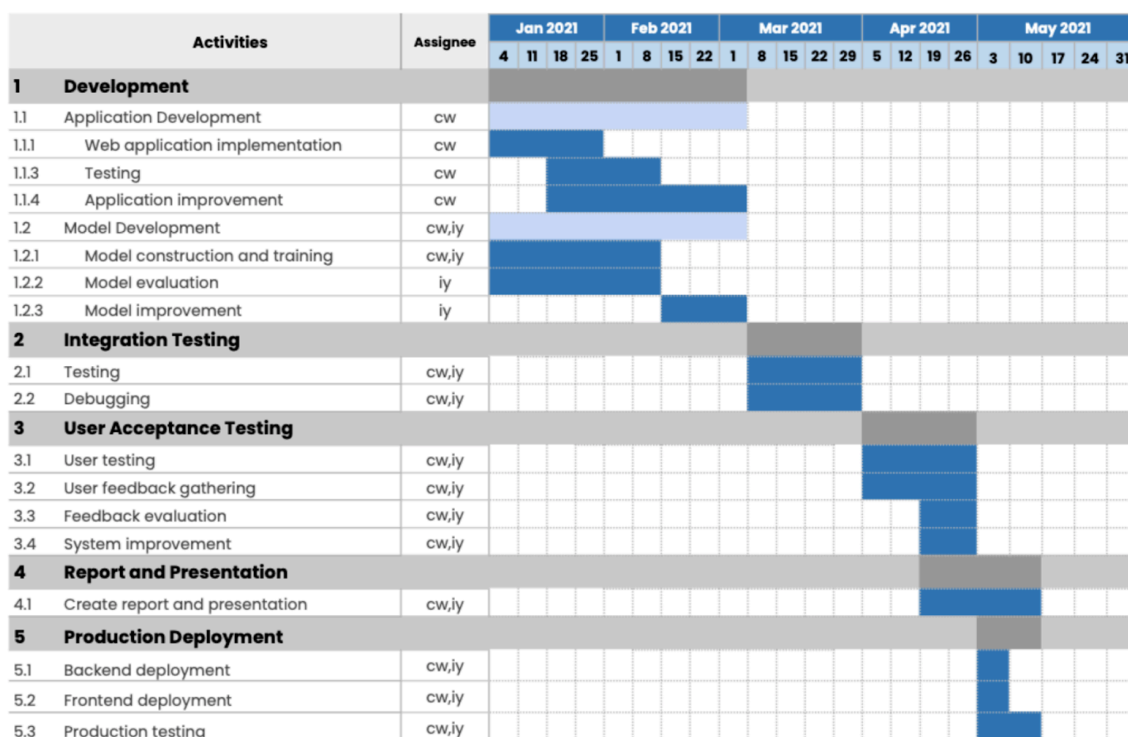 Activities Assignee Jan 2021 Feb 2021 Mar 2021 Apr 2021 May 2021
4 11 18 25 1 8 15 22 1 8 15 22 29 5 12 19 26 3 10 17 24 31
1 Development
1.1 Application Development cw
1.1.1 Web application implementation cw
1.1.3 Testing cw
1.1.4 Application improvement cw
1.2 Model Development cw,iy
1.2.1 Model construction and training cw,iy
1.2.2 Model evaluation iy
1.2.3 Model improvement iy
2 Integration Testing
2.1 Testing cw,iy
2.2 Debugging cw,iy
3 User Acceptance Testing
3.1 User testing cw,iy
3.2 User feedback gathering cw,iy
3.3 Feedback evaluation cw,iy
3.4 System improvement cw,iy
4 Report and Presentation
4.1 Create report and presentation cw,iy
5 Production Deployment
5.1 Backend deployment cw,iy
5.2 Frontend deployment cw,iy
5.3 Production testing cw,iy